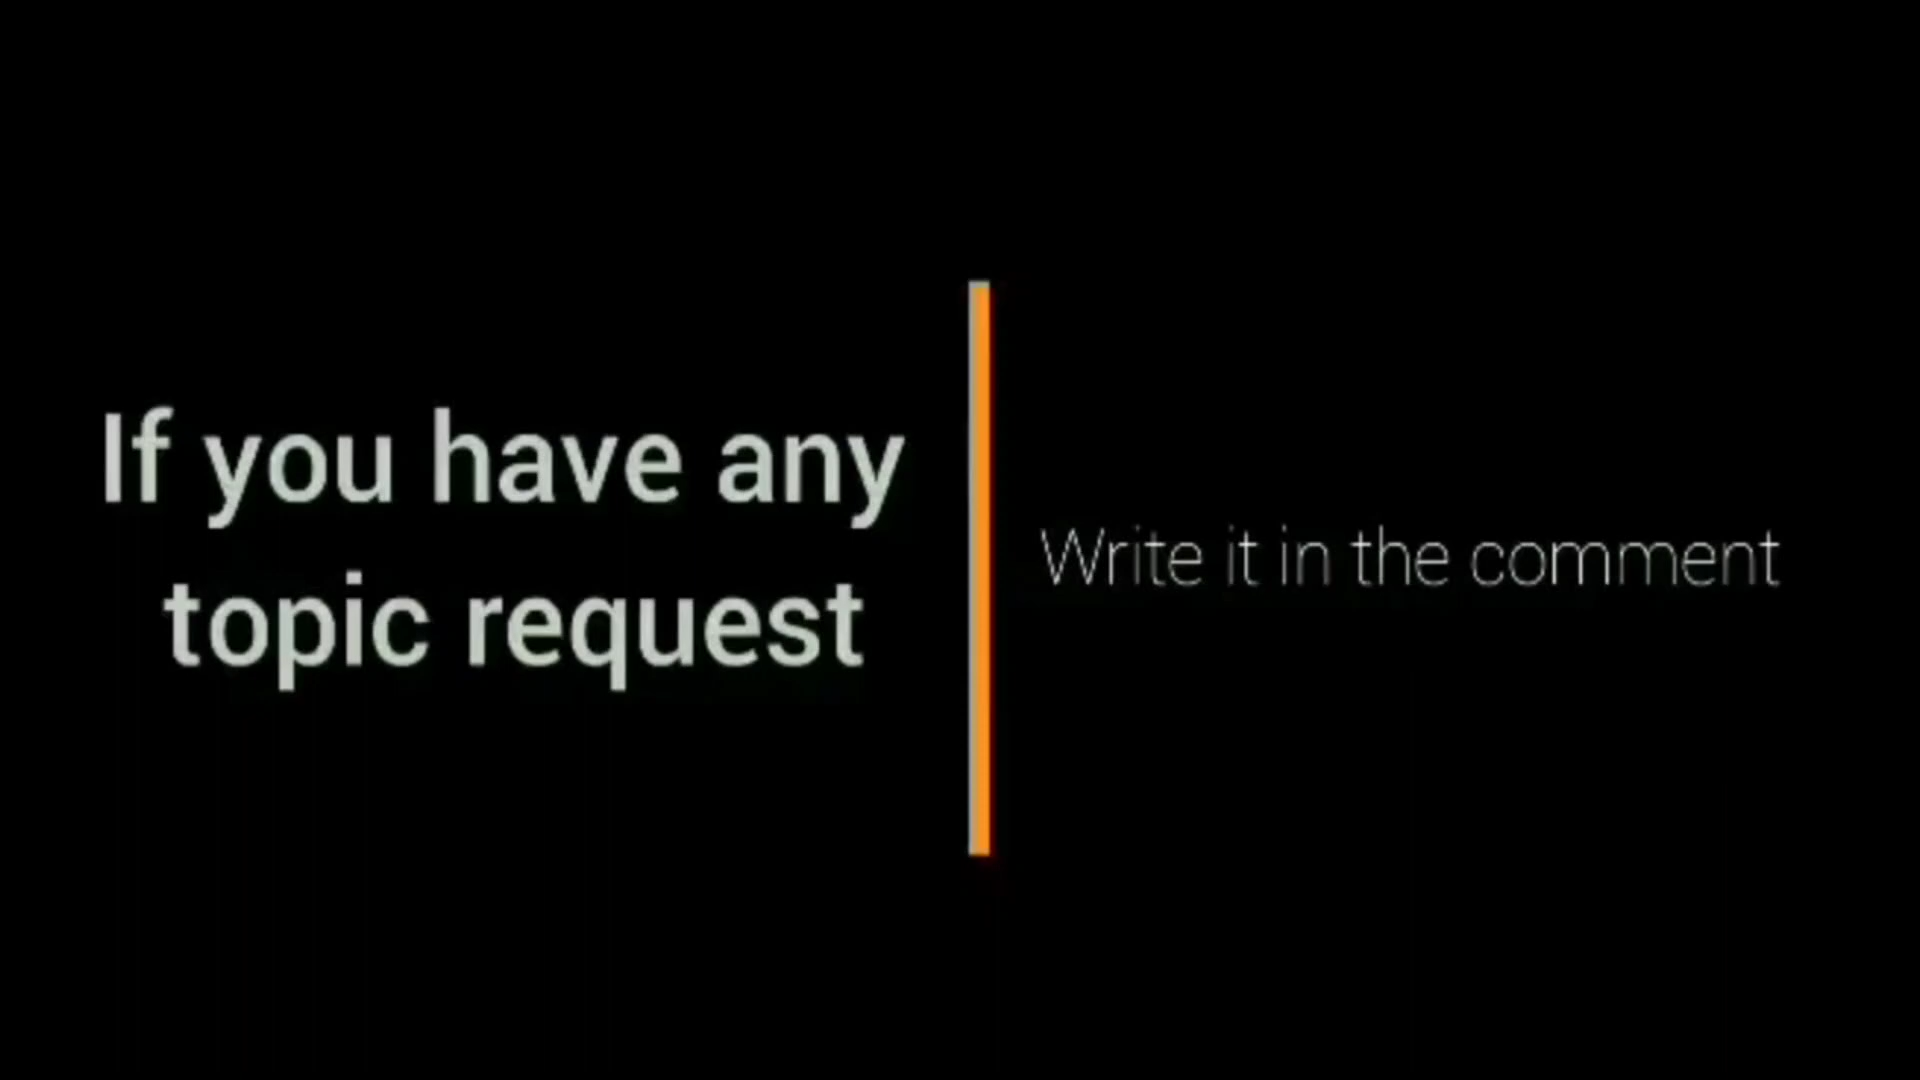 If you have any
topic request
Write it in the comment